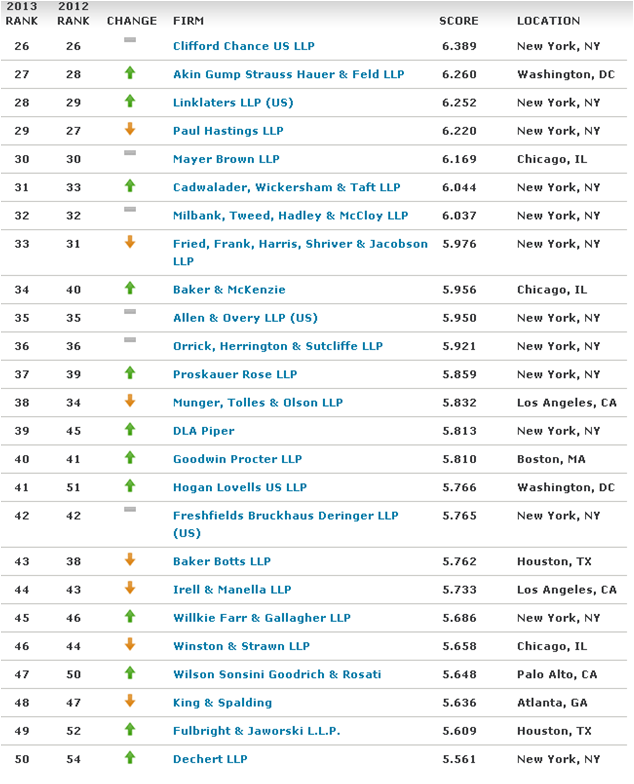 2013 2012
RANK RANK CHANGE FIRM SCORE LOCATION
26 26 Clifford Chance US LLP 6.389 New York, NY
27 28 Akin Gump Strauss Hauer & Feld LLP 6.260 Washington, DC
28 29 Linklaters LLP (US) 6.252 New York, NY
29 27 Paul Hastings LLP 6.220 New York, NY
30 30 Mayer Brown LLP 6.169 Chicago, IL
31 33 Cadwalader, Wickersham & Taft LLP 6.044 New York, NY
32 32 Milbank, Tweed, Hadley & McCloy LLP 6.037 New York, NY
33 31 Fried, Frank, Harris, Shriver & Jacobson 5.976 New York, NY
LLP
34 40 Baker & McKenzie 5.956 Chicago, IL
35 35 Allen & Overy LLP (US) 5.950 New York, NY
36 36 Orrick, Herrington & Sutcliffe LLP 5.921 New York, NY
37 39 Proskauer Rose LLP 5.859 New York, NY
38 34 Munger, Tolles & Olson LLP 5.832 Los Angeles, CA
39 45 DLA Piper 5.813 New York, NY
40 41 Goodwin Procter LLP 5.810 Boston, MA
41 51 Hogan Lovells US LLP 5.766 Washington, DC
42 42 Freshfields Bruckhaus Deringer LLP 5.765 New York, NY
(US)
43 38 Baker Botts LLP 5.762 Houston, TX
44 43 Irell & Manella LLP 5.733 Los Angeles, CA
45 46 Willkie Farr & Gallagher LLP 5.686 New York, NY
46 44 Winston & Strawn LLP 5.658 Chicago, IL
47 50 Wilson Sonsini Goodrich & Rosati 5.648 Palo Alto, CA
48 47 King & Spalding 5.636 Atlanta, GA
49 52 Fulbright & Jaworski L.L.P. 5.609 Houston, TX
50 54 Dechert LLP 5.561 New York, NY